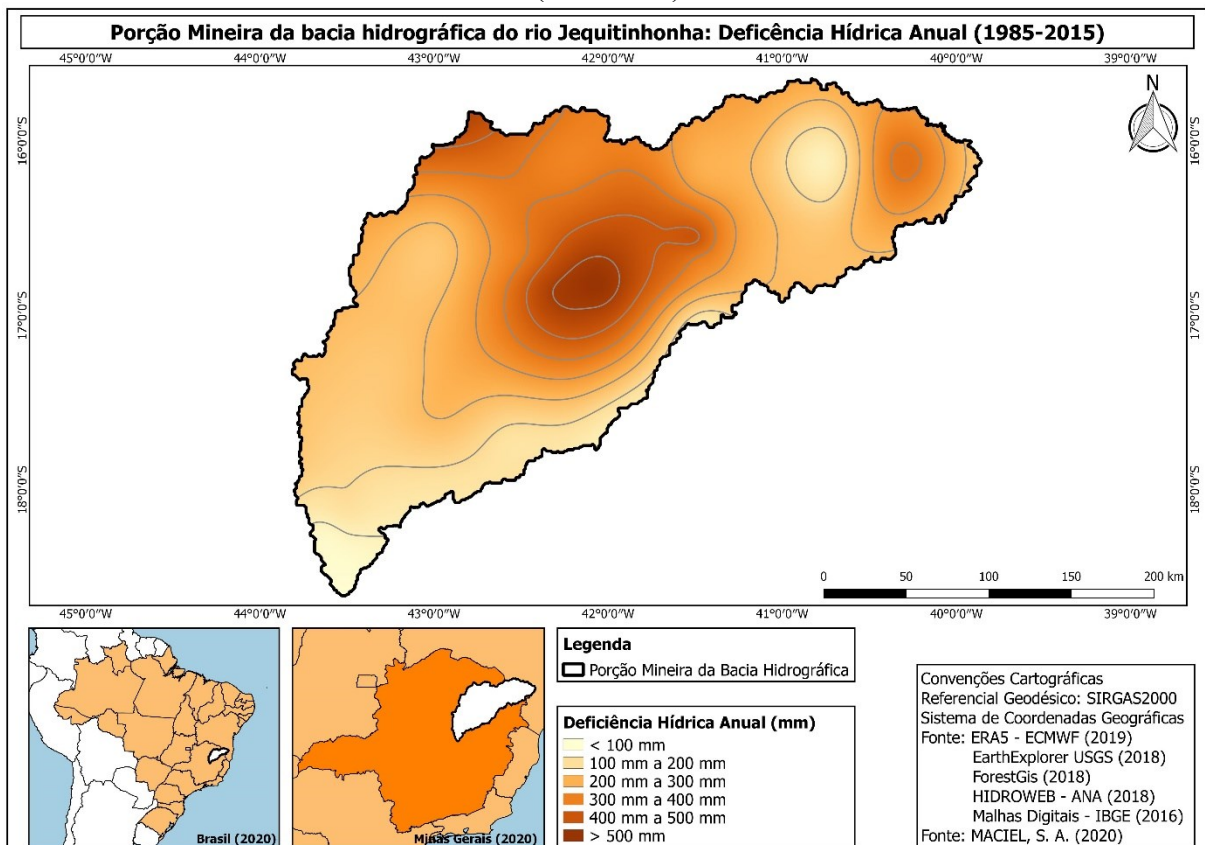 Porção Mineira da bacia hidrográfica do rio Jequitinhonha: Deficência Hídrica Anual (1985-2015)
45°0'0"W 44°0'0"W 43°0'0"W 42°0'0"W 41°0'0"W 40°0'0"W 39°0'0"W
N
16°0'0"S 16°0'0"S
17°0'0"S 17°0'0"S
18°0'0"S 18°0'0"S
0 50 100 150 200 km
45°0'0"W 44°0'0"W 43°0'0"W 42°0'0"W 41°0'0"W 40°0'0"W 39°0'0"W
Brasil (2020)
Minas Gerais (2020)
Legenda
Porção Mineira da Bacia Hidrográfica
Deficiência Hídrica Anual (mm)
< 100 mm
100 mm a 200 mm
200 mm a 300 mm
300 mm a 400 mm
400 mm a 500 mm
> 500 mm
Convenções Cartográficas
Referencial Geodésico: SIRGAS2000
Sistema de Coordenadas Geográficas
Fonte: ERA5 - ECMWF (2019)
EarthExplorer USGS (2018)
ForestGis (2018)
HIDROWEB - ANA (2018)
Malhas Digitais - IBGE (2016)
Fonte: MACIEL, S. A. (2020)